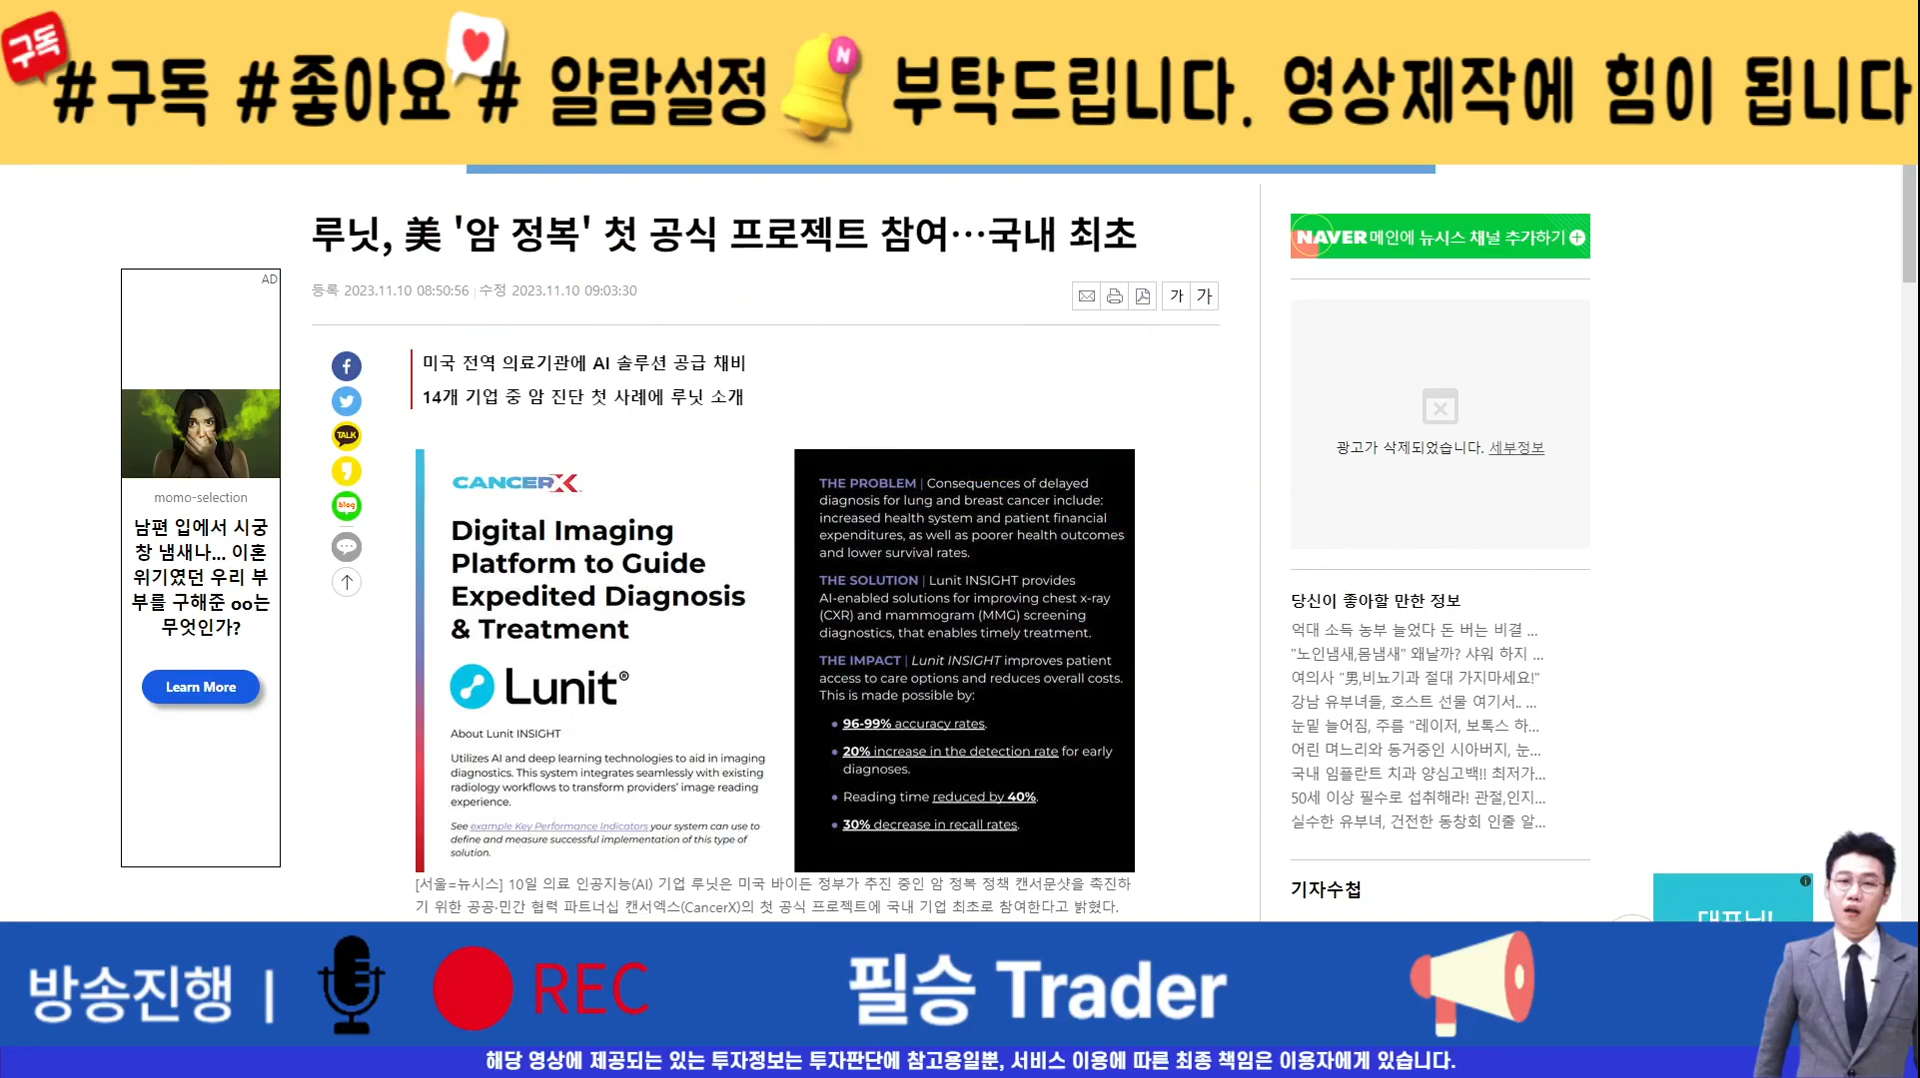 구독
#구독 #좋아요 # 알람설정 N 부탁드립니다. 영상제작에 힘이 됩니다
루닛, 美 '암 정복' 첫 공식 프로젝트 참여…국내 최초
등록 2023.11.10 08:50:56 | 수정 2023.11.10 09:03:30
가 가
미국 전역 의료기관에 AI 솔루션 공급 채비
14개 기업 중 암 진단 첫 사례에 루닛 소개
TALK
blog
AD
momo-selection
남편 입에서 시궁
창 냄새나... 이혼
위기였던 우리 부
부를 구해준 oo는
무엇인가?
Learn More
CANCERX
Digital Imaging
Platform to Guide
Expedited Diagnosis
& Treatment
Lunit®
About Lunit INSIGHT
Utilizes AI and deep learning technologies to aid in imaging
diagnostics. This system integrates seamlessly with existing
radiology workflows to transform providers' image reading
experience.
See example Key Performance Indicators your system can use to
define and measure successful implementation of this type of
solution.
THE PROBLEM | Consequences of delayed
diagnosis for lung and breast cancer include:
increased health system and patient financial
expenditures, as well as poorer health outcomes
and lower survival rates.
THE SOLUTION | Lunit INSIGHT provides
AI-enabled solutions for improving chest x-ray
(CXR) and mammogram (MMG) screening
diagnostics, that enables timely treatment.
THE IMPACT | Lunit INSIGHT improves patient
access to care options and reduces overall costs.
This is made possible by:
• 96-99% accuracy rates.
• 20% increase in the detection rate for early
diagnoses.
• Reading time reduced by 40%.
• 30% decrease in recall rates.
[서울=뉴시스] 10일 의료 인공지능(AI) 기업 루닛은 미국 바이든 정부가 추진 중인 암 정복 정책 캔서문샷을 촉진하
기 위한 공공·민간 협력 파트너십 캔서엑스(CancerX)의 첫 공식 프로젝트에 국내 기업 최초로 참여한다고 밝혔다.
NAVER 메인에 뉴시스 채널 추가하기
광고가 삭제되었습니다. 세부정보
당신이 좋아할 만한 정보
억대 소득 농부 늘었다 돈 버는 비결 ...
"노인냄새,몸냄새" 왜날까? 샤워 하지 ...
여의사 "男,비뇨기과 절대 가지마세요!"
강남 유부녀들, 호스트 선물 여기서.. ...
눈밑 늘어짐, 주름 "레이저, 보톡스 하...
어린 며느리와 동거중인 시아버지, 눈...
국내 임플란트 치과 양심고백!! 최저가...
50세 이상 필수로 섭취해라! 관절,인지...
실수한 유부녀, 건전한 동창회 인줄 알...
기자수첩
방송진행 | REC 필승 Trader
해당 영상에 제공되는 있는 투자정보는 투자판단에 참고용일뿐, 서비스 이용에 따른 최종 책임은 이용자에게 있습니다.